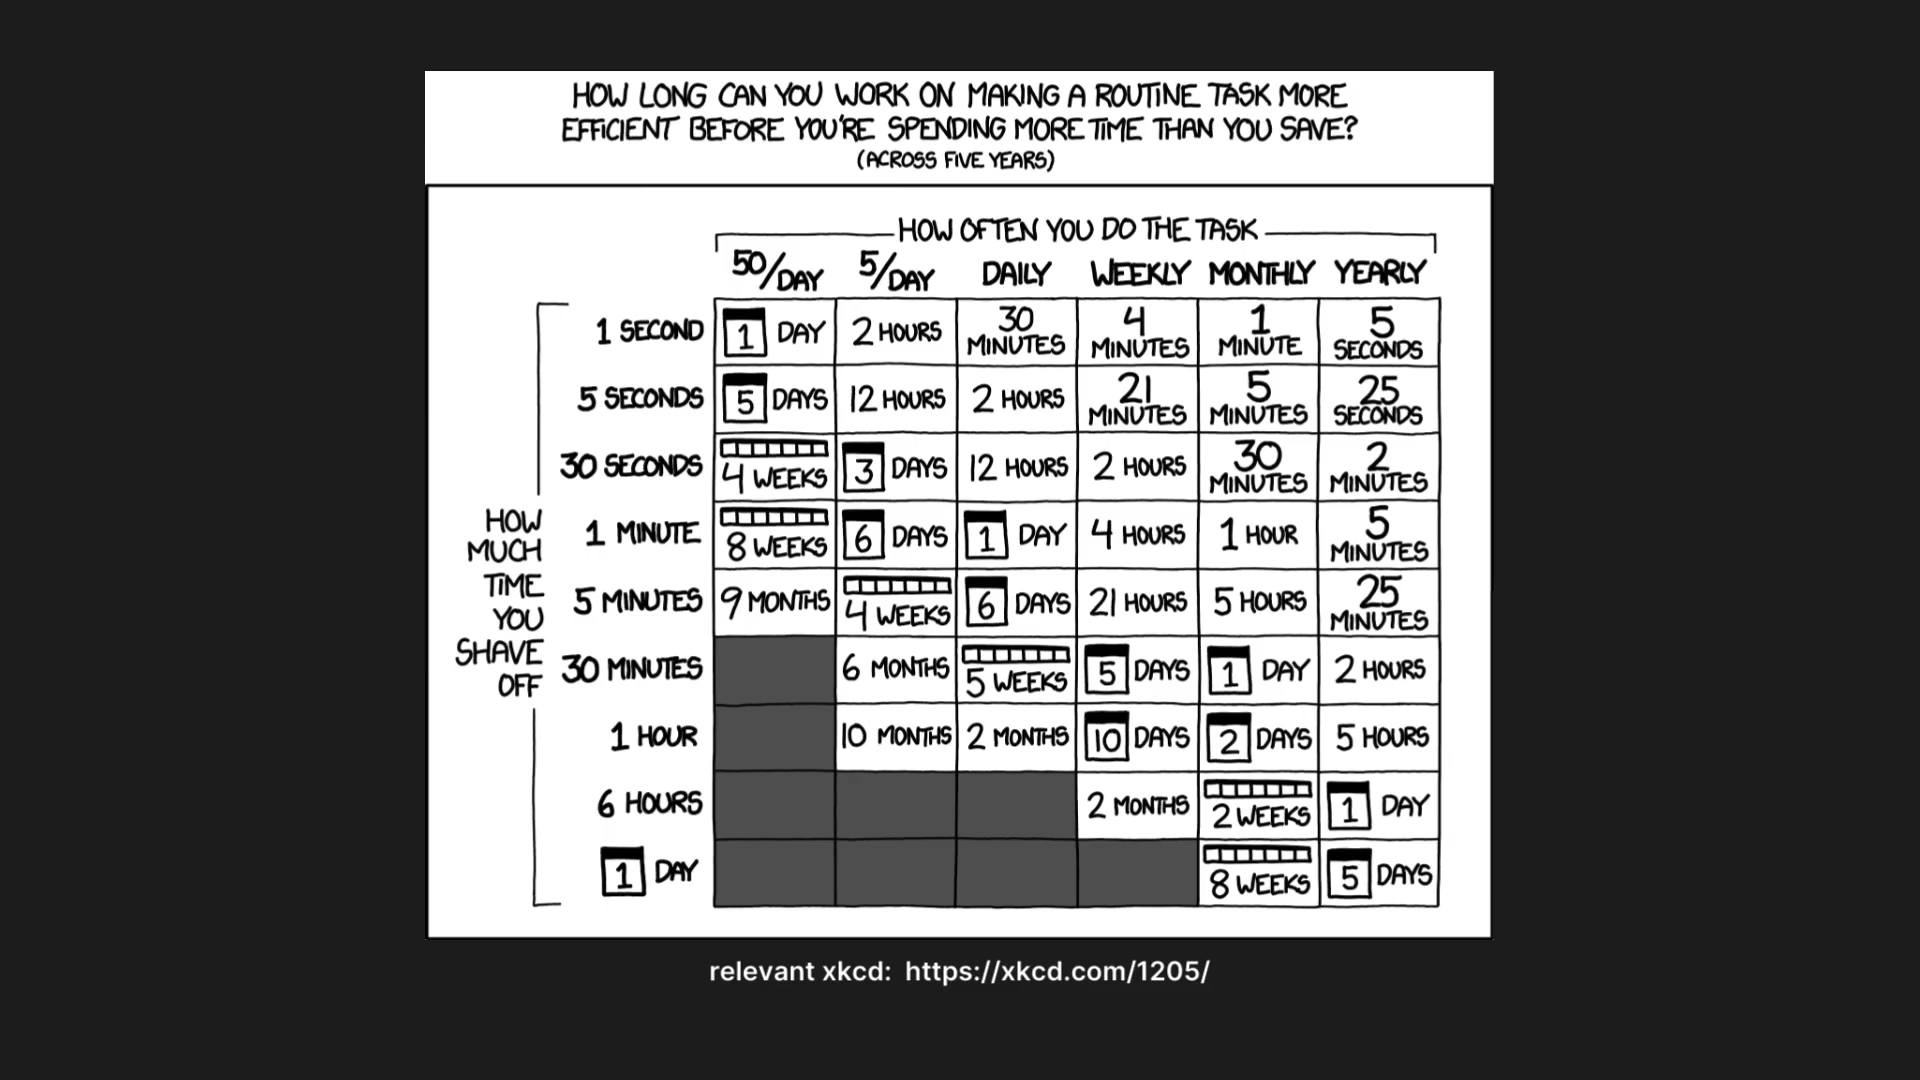 HOW LONG CAN YOU WORK ON MAKING A ROUTINE TASK MORE
EFFICIENT BEFORE YOU'RE SPENDING MORE TIME THAN YOU SAVE?
(ACROSS FIVE YEARS)
HOW OFTEN YOU DO THE TASK
50/DAY 5/DAY DAILY WEEKLY MONTHLY YEARLY
HOW
MUCH
TIME
YOU
SHAVE
OFF
1 SECOND 1 DAY 2 HOURS 30 MINUTES 4 MINUTES 1 MINUTE 5 SECONDS
5 SECONDS 5 DAYS 12 HOURS 2 HOURS 21 MINUTES 5 MINUTES 25 SECONDS
30 SECONDS 4 WEEKS 3 DAYS 12 HOURS 2 HOURS 30 MINUTES 2 MINUTES
1 MINUTE 8 WEEKS 6 DAYS 1 DAY 4 HOURS 1 HOUR 5 MINUTES
5 MINUTES 9 MONTHS 4 WEEKS 6 DAYS 21 HOURS 5 HOURS 25 MINUTES
30 MINUTES 6 MONTHS 5 WEEKS 5 DAYS 1 DAY 2 HOURS
1 HOUR 10 MONTHS 2 MONTHS 10 DAYS 2 DAYS 5 HOURS
6 HOURS 2 MONTHS 2 WEEKS 1 DAY
1 DAY 8 WEEKS 5 DAYS
relevant xkcd: https://xkcd.com/1205/